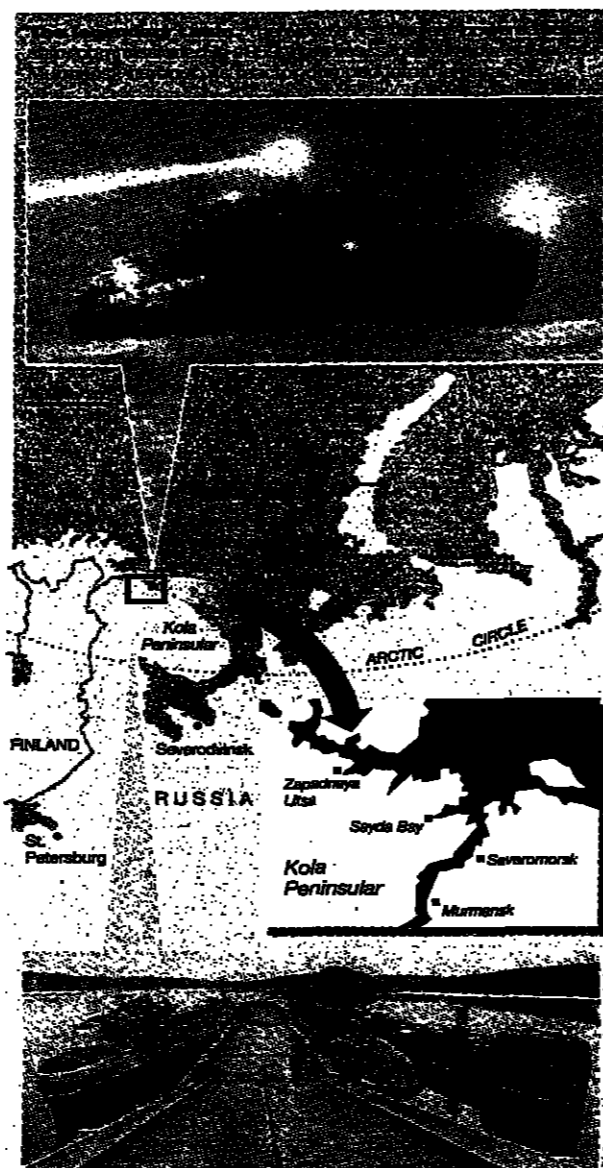 Kola
Peninsular
ARCTIC CIRCLE
FINLAND
Severodvinsk
RUSSIA
St.
Petersburg
Zapadnaya
Litsa
Sayda Bay
Severomorsk
Kola
Peninsular
Murmansk